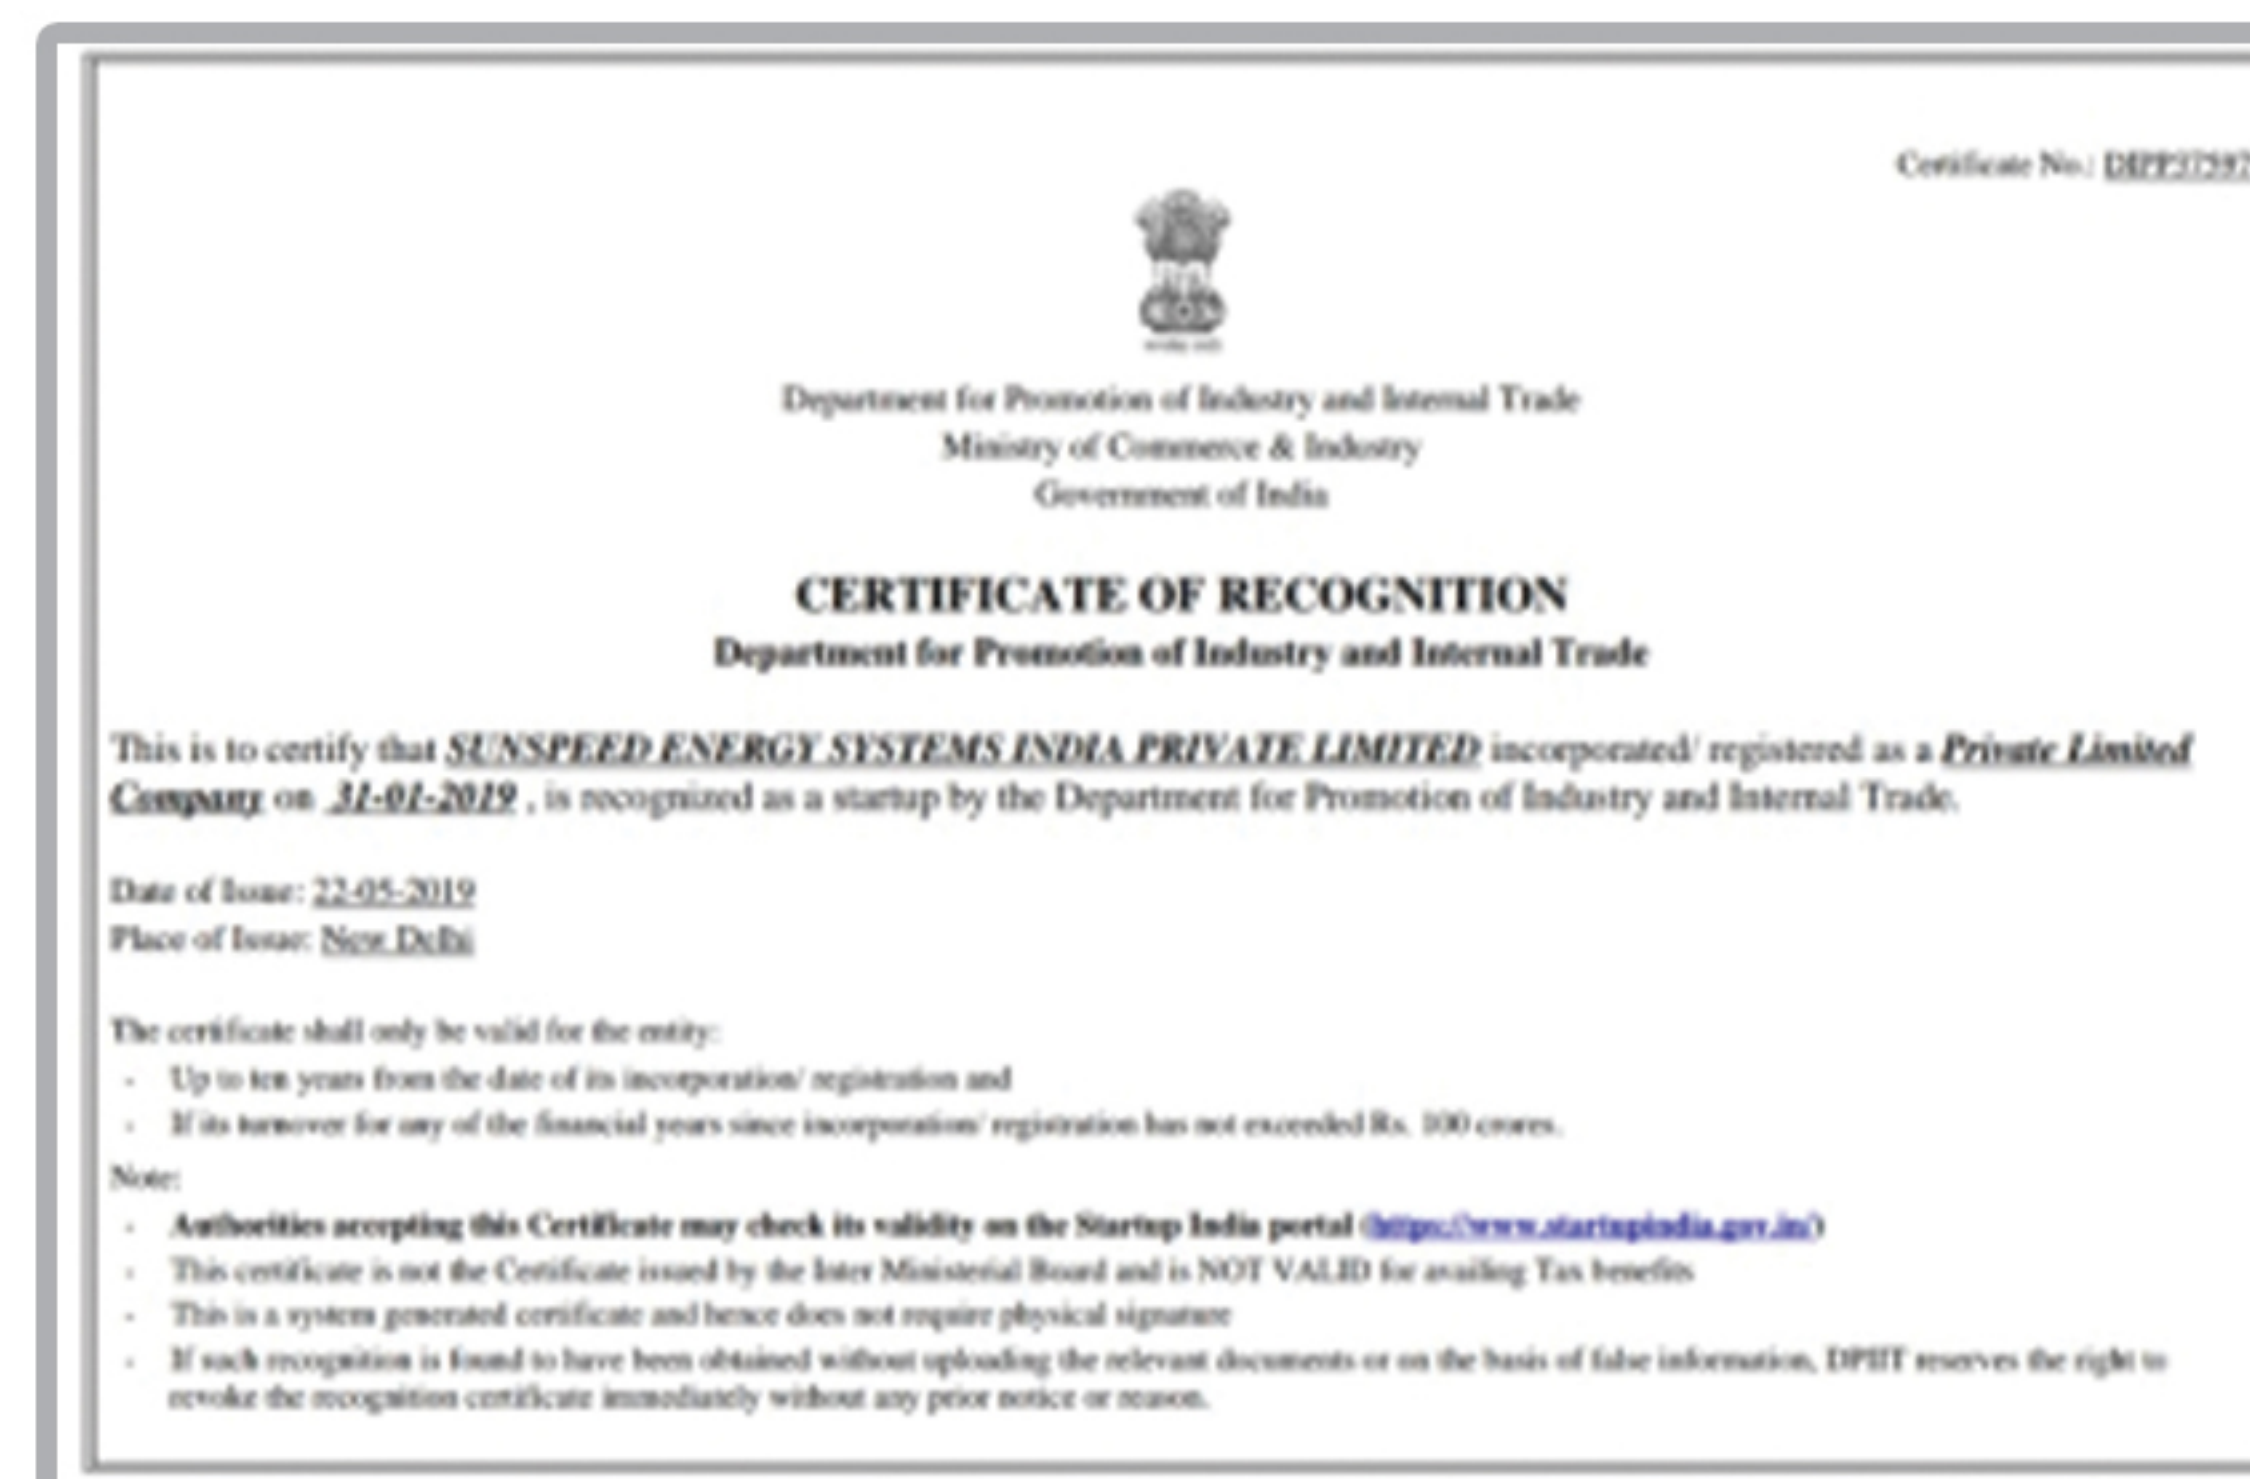 Certificate No.: DIPP37597
Department for Promotion of Industry and Internal Trade
Ministry of Commerce & Industry
Government of India
CERTIFICATE OF RECOGNITION
Department for Promotion of Industry and Internal Trade
This is to certify that SUNSPEED ENERGY SYSTEMS INDIA PRIVATE LIMITED incorporated/ registered as a Private Limited
Company on 31-01-2019 , is recognized as a startup by the Department for Promotion of Industry and Internal Trade.
Date of Issue: 22-05-2019
Place of Issue: New Delhi
The certificate shall only be valid for the entity:
- Up to ten years from the date of its incorporation/ registration and
- If its turnover for any of the financial years since incorporation/ registration has not exceeded Rs. 100 crores.
Note:
- Authorities accepting this Certificate may check its validity on the Startup India portal (https://www.startupindia.gov.in/)
- This certificate is not the Certificate issued by the Inter Ministerial Board and is NOT VALID for availing Tax benefits
- This is a system generated certificate and hence does not require physical signature
- If such recognition is found to have been obtained without uploading the relevant documents or on the basis of false information, DPIIT reserves the right to
revoke the recognition certificate immediately without any prior notice or reason.